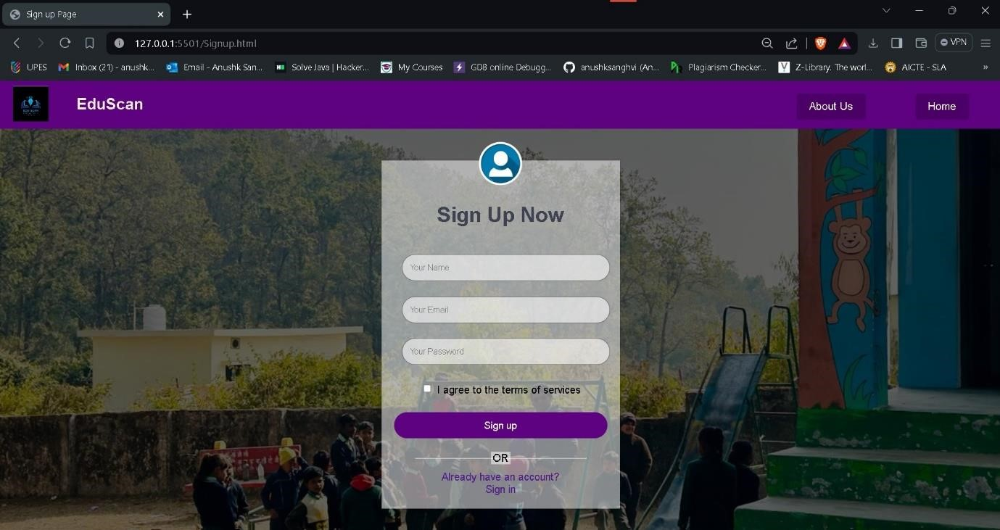 Sign up Page
127.0.0.1:5501/Signup.html
VPN
UPES
Inbox (21) - anushk...
Email - Anushk San...
Solve Java | Hacker...
My Courses
GDB online Debugg...
anushksanghvi (An...
Plagiarism Checker...
Z-Library. The worl...
AICTE - SLA
»
EDU SCAN
EduScan
About Us
Home
Sign Up Now
Your Name
Your Email
Your Password
I agree to the terms of services
Sign up
OR
Already have an account?
Sign in